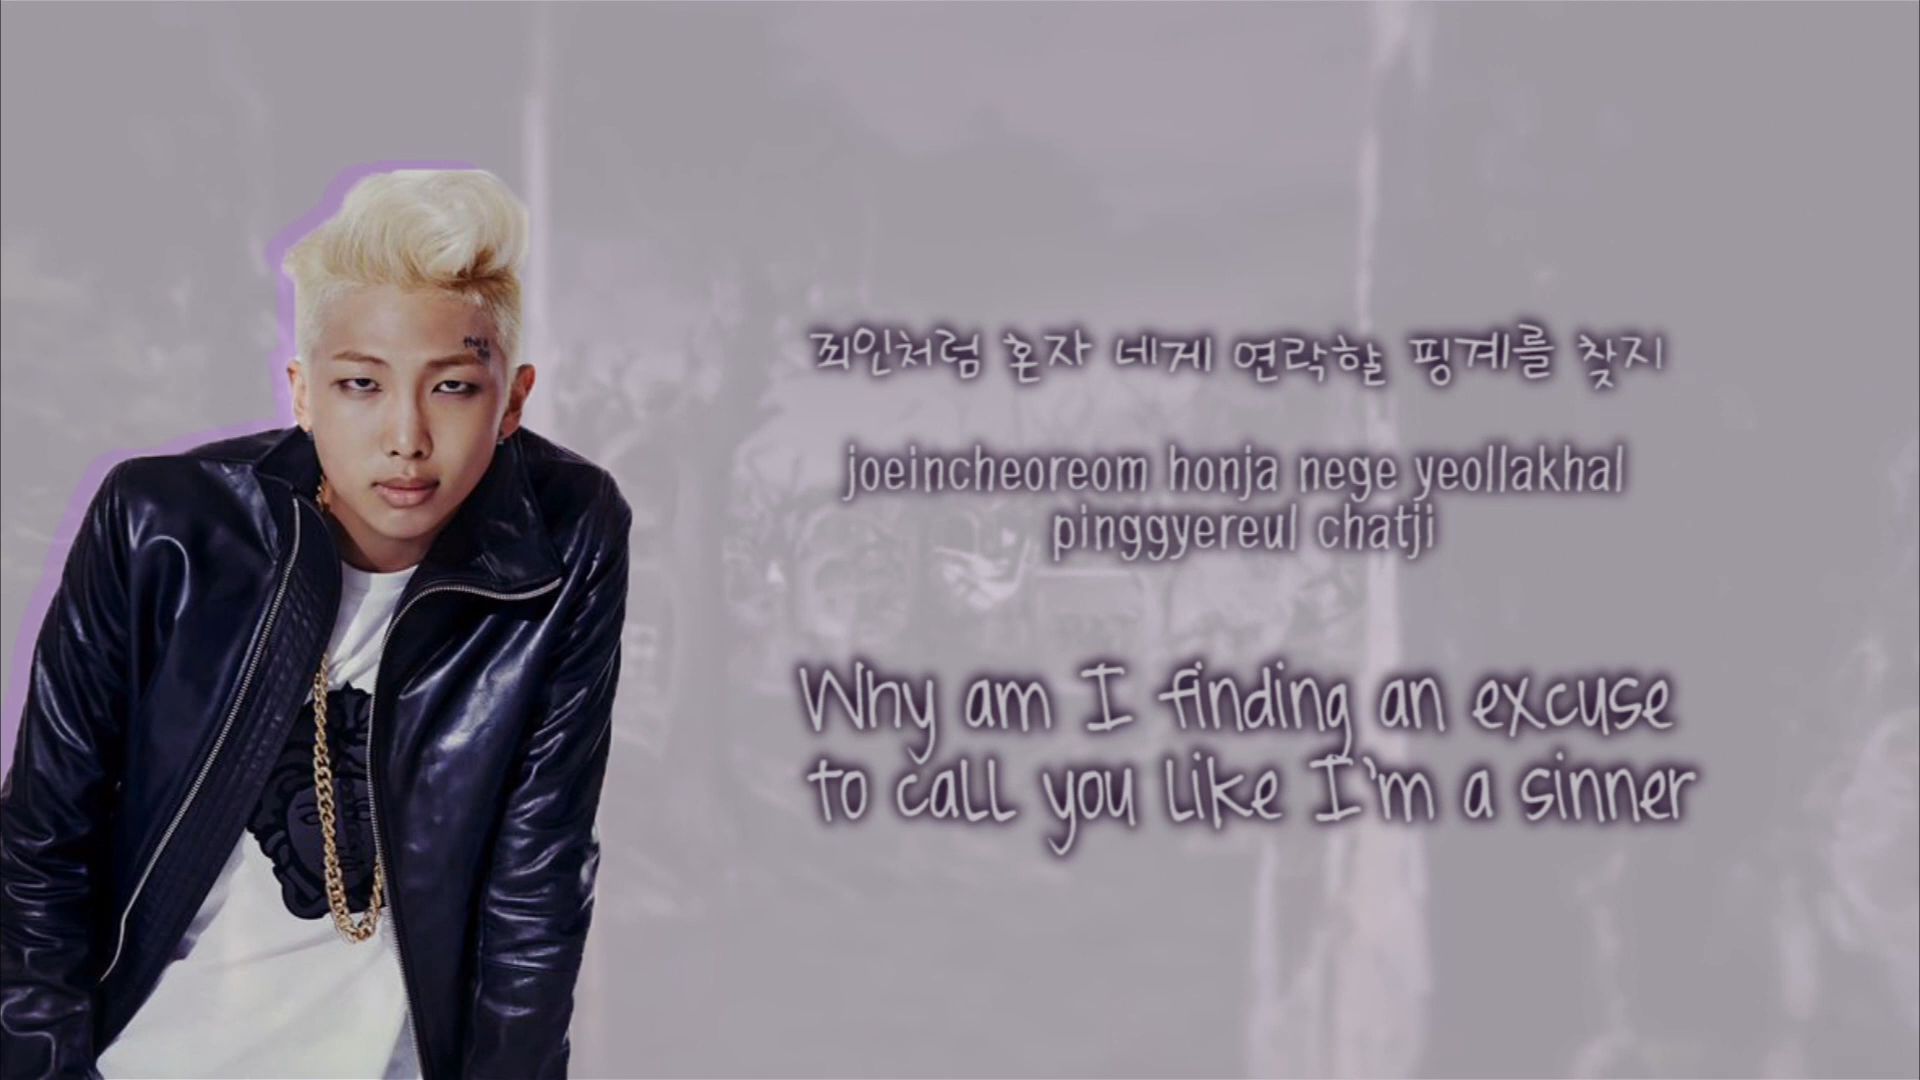 죄인처럼 혼자 네게 연락할 핑계를 찾지
joeincheoreom honja nege yeollakhal
pinggyereul chatji
Why am I finding an excuse
to call you like I'm a sinner